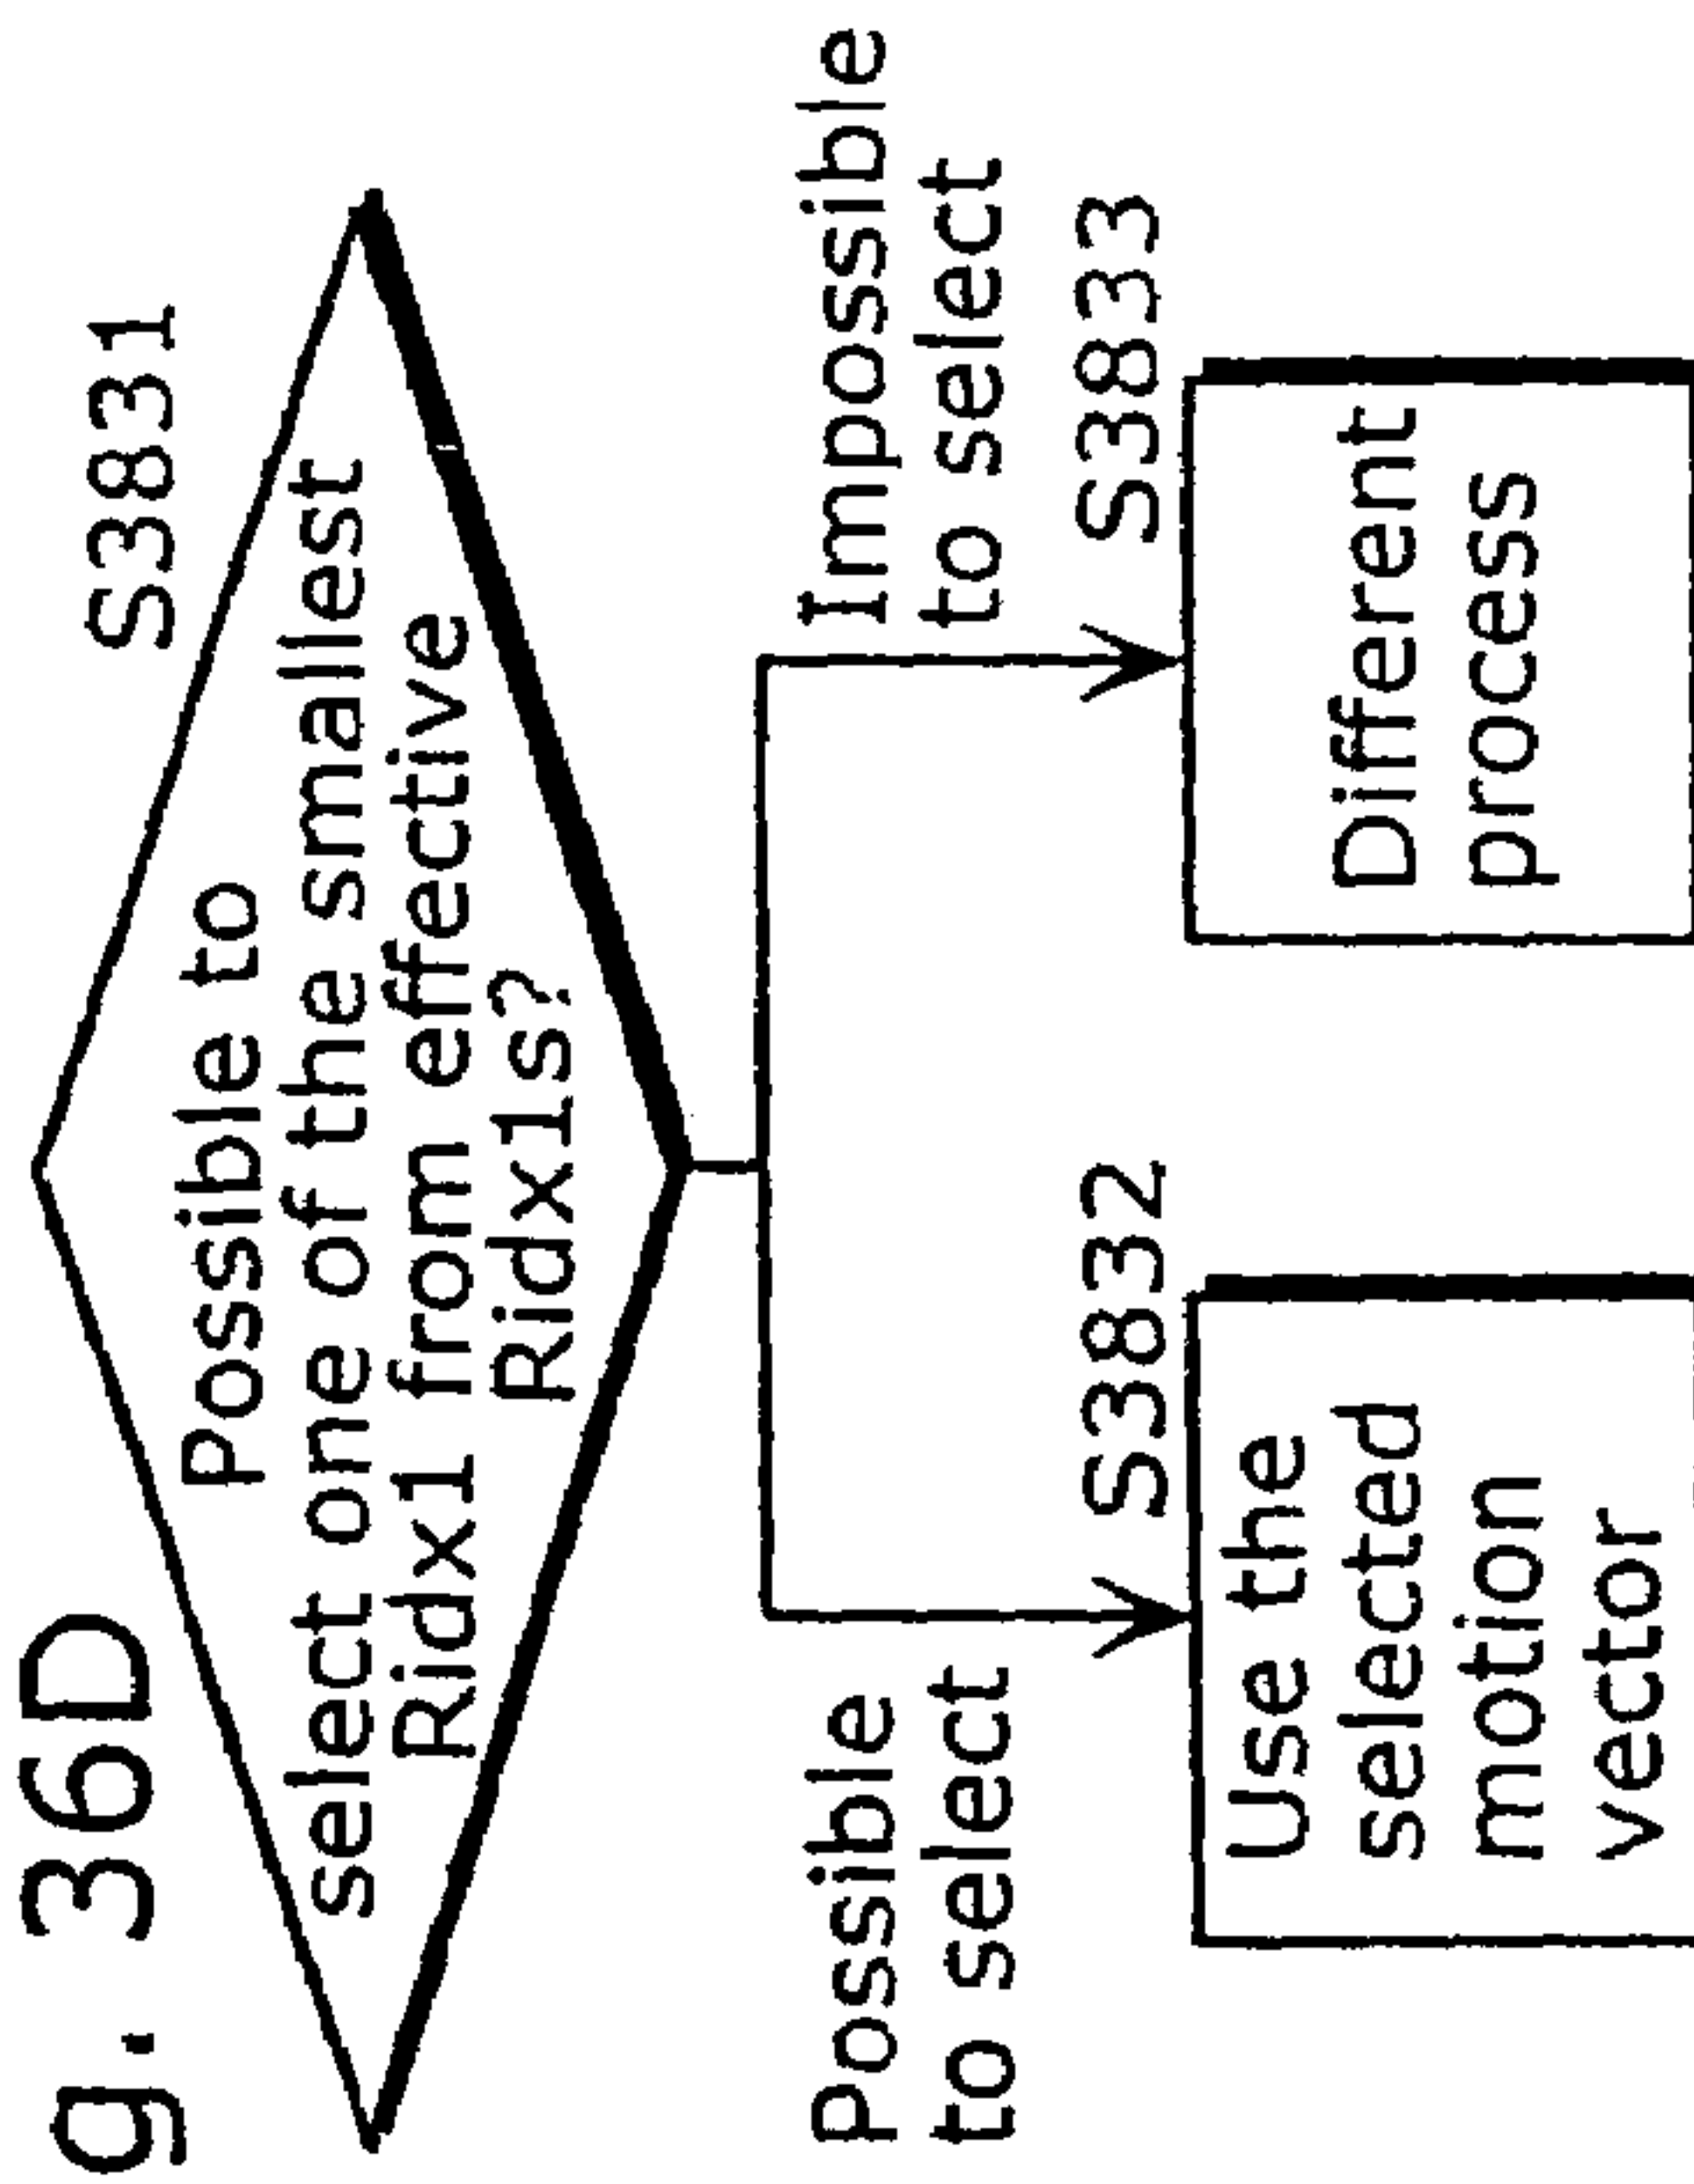 g. 36D
S3831
Possible to
select one of the smallest
Ridx1 from effective
Ridx1s?
Possible
to select
Impossible
to select
S3832
S3833
Use the
selected
motion
vector
Different
process